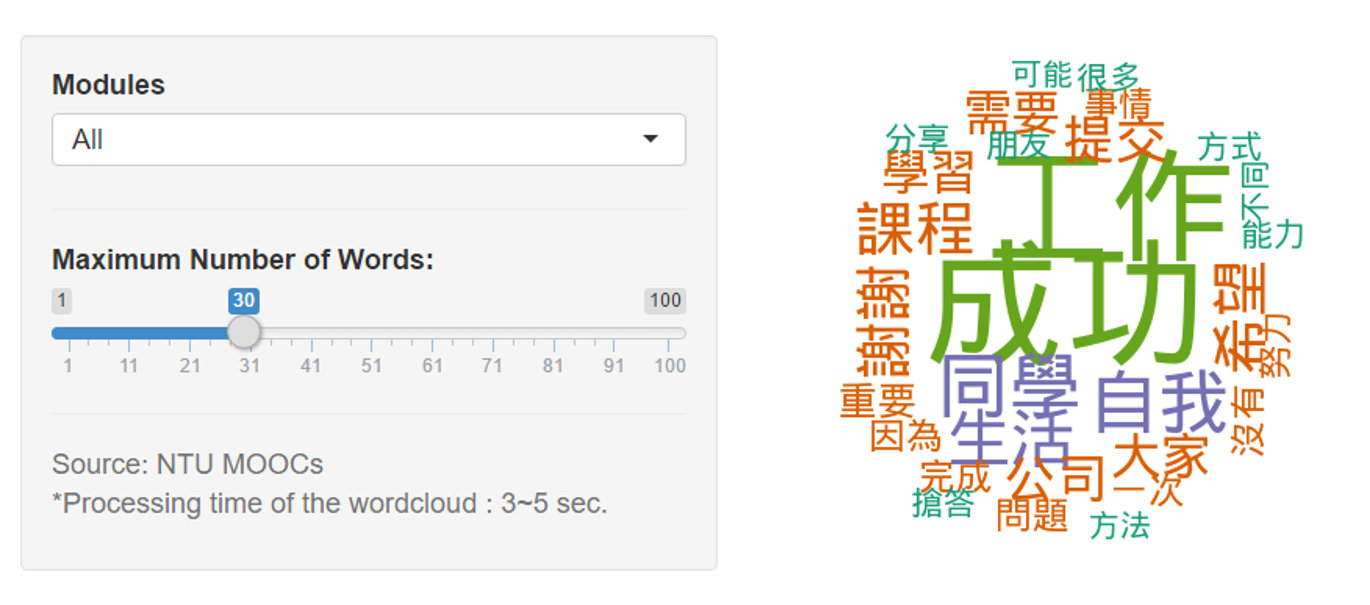 Modules
All
Maximum Number of Words:
1 30 100
1 11 21 31 41 51 61 71 81 91 100
Source: NTU MOOCs
*Processing time of the wordcloud : 3~5 sec.
可能
很多
需要
事情
分享
朋友
提交
方式
學習
工作
不同
課程
能力
成功
謝謝
希望
努力
同學
自我
重要
生活
沒有
因為
大家
完成
公司
一次
搶答
問題
方法